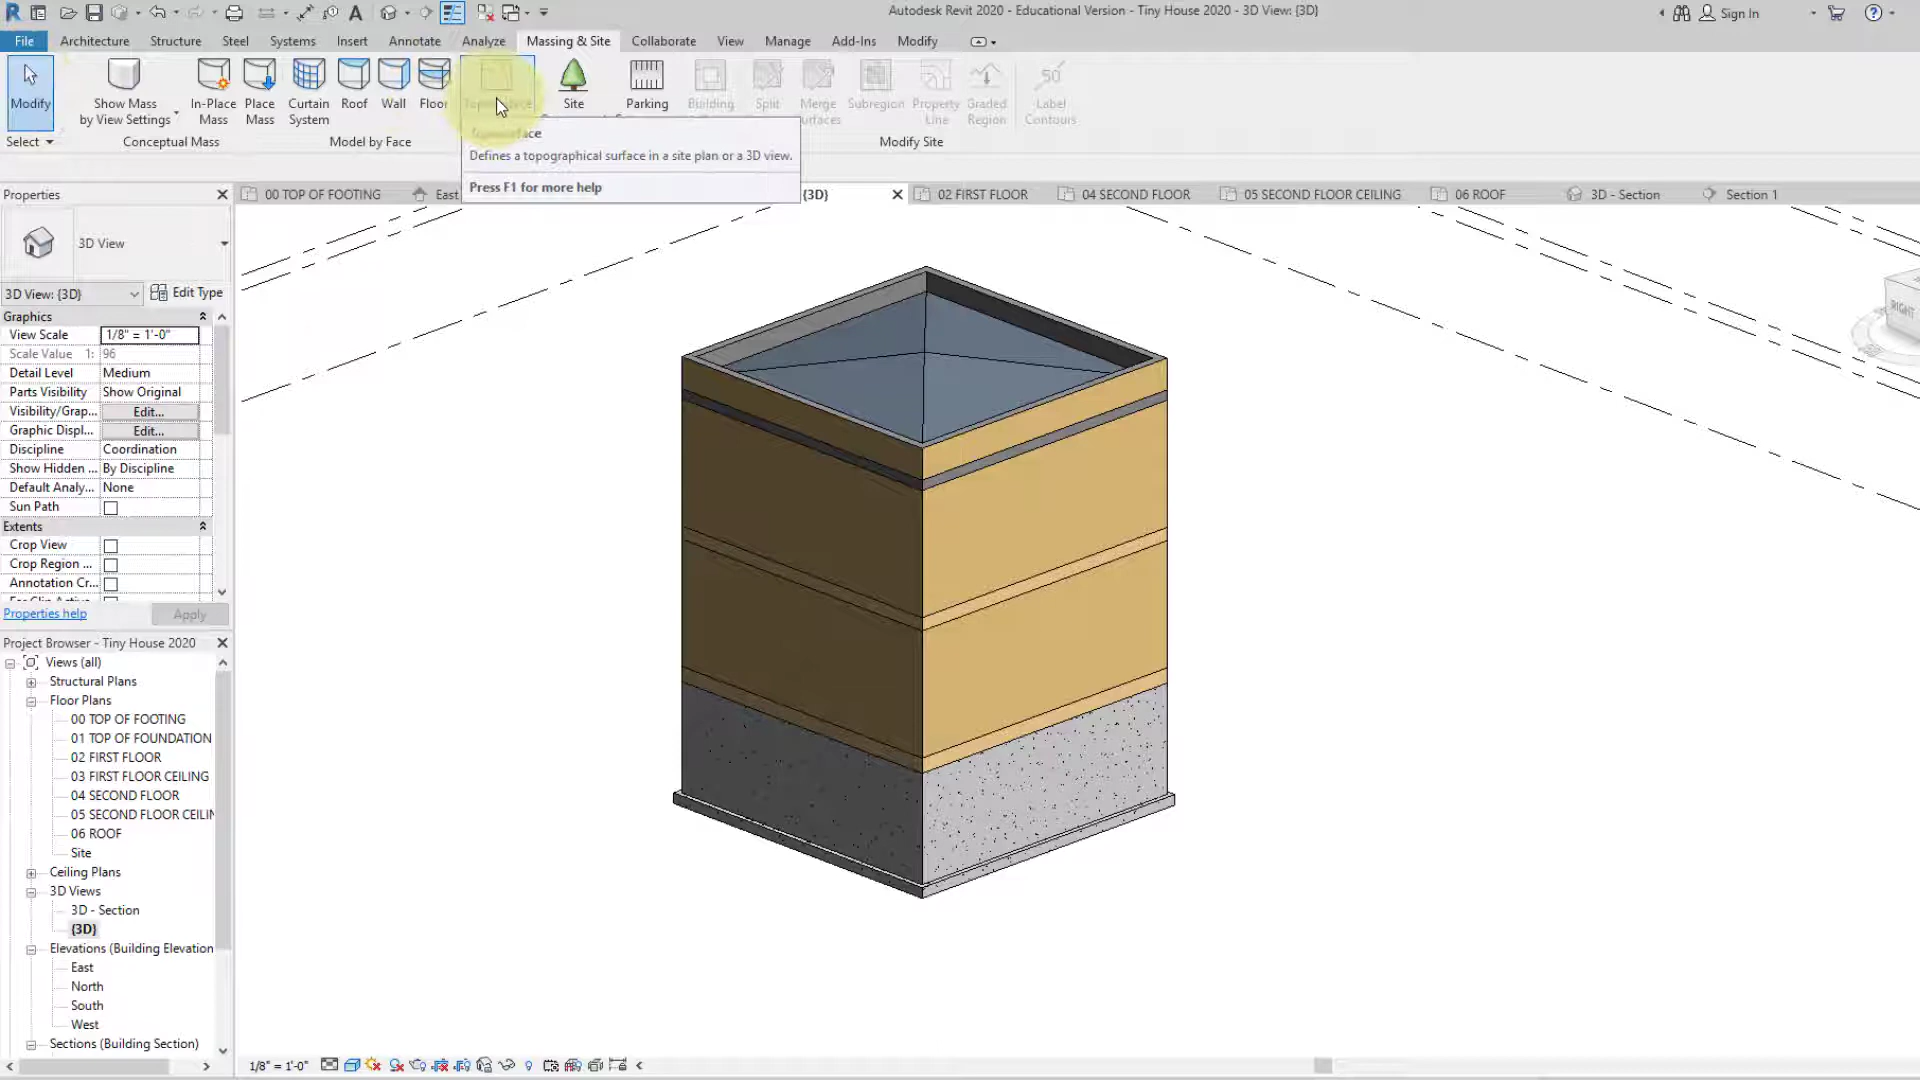 Autodesk Revit 2020 - Educational Version - Tiny House 2020 - 3D View: {3D}
Sign In
File
Architecture
Structure
Steel
Systems
Insert
Annotate
Analyze
Massing & Site
Collaborate
View
Manage
Add-Ins
Modify
Modify
Show Mass
by View Settings
In-Place
Mass
Place
Mass
Curtain
System
Roof
Wall
Floor
Site
Parking
Building
Split
Merge
Subregion
Property
Line
Graded
Region
50
Label
Contours
Select
Conceptual Mass
Model by Face
Modify Site
Defines a topographical surface in a site plan or a 3D view.
Press F1 for more help
Properties
00 TOP OF FOOTING
East
{3D}
02 FIRST FLOOR
04 SECOND FLOOR
05 SECOND FLOOR CEILING
06 ROOF
3D - Section
Section 1
3D View
3D View: {3D}
Edit Type
Graphics
View Scale
1/8" = 1'-0"
Scale Value 1:
96
Detail Level
Medium
Parts Visibility
Show Original
Visibility/Grap...
Edit...
Graphic Displ...
Edit...
Discipline
Coordination
Show Hidden ...
By Discipline
Default Analy...
None
Sun Path
Extents
Crop View
Crop Region ...
Annotation Cr...
Properties help
Apply
RIGHT
Project Browser - Tiny House 2020
Views (all)
Structural Plans
Floor Plans
00 TOP OF FOOTING
01 TOP OF FOUNDATION
02 FIRST FLOOR
03 FIRST FLOOR CEILING
04 SECOND FLOOR
05 SECOND FLOOR CEILIN
06 ROOF
Site
Ceiling Plans
3D Views
3D - Section
{3D}
Elevations (Building Elevation
East
North
South
West
Sections (Building Section)
1/8" = 1'-0"